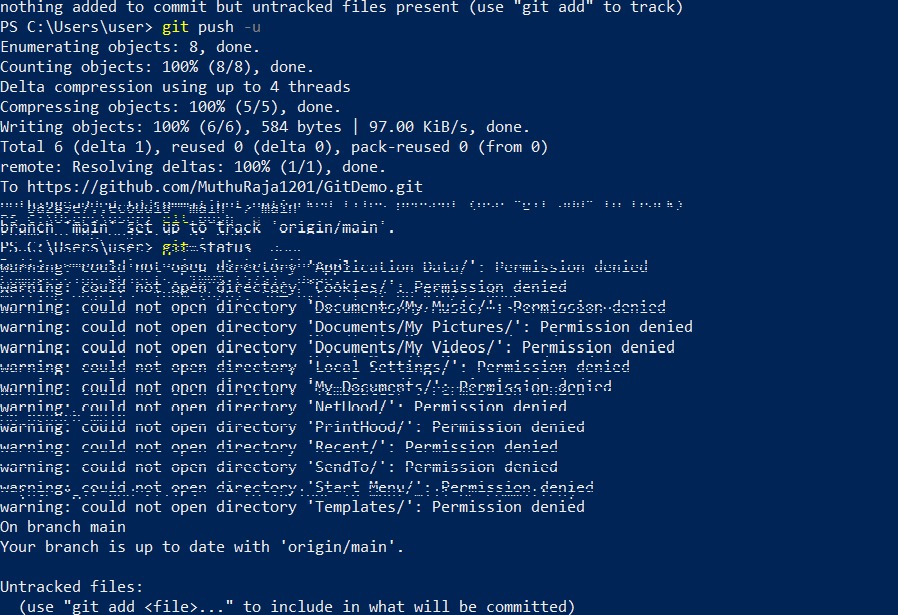 nothing added to commit but untracked files present (use "git add" to track)
PS C:\Users\user> git push -u
Enumerating objects: 8, done.
Counting objects: 100% (8/8), done.
Delta compression using up to 4 threads
Compressing objects: 100% (5/5), done.
Writing objects: 100% (6/6), 584 bytes | 97.00 KiB/s, done.
Total 6 (delta 1), reused 0 (delta 0), pack-reused 0 (from 0)
remote: Resolving deltas: 100% (1/1), done.
To https://github.com/MuthuRaja1201/GitDemo.git
main -> main
branch 'main' set up to track 'origin/main'.
PS C:\Users\user> git status
warning: could not open directory 'Application Data/': Permission denied
warning: could not open directory 'Cookies/': Permission denied
warning: could not open directory 'Documents/My Music/': Permission denied
warning: could not open directory 'Documents/My Pictures/': Permission denied
warning: could not open directory 'Documents/My Videos/': Permission denied
warning: could not open directory 'Local Settings/': Permission denied
warning: could not open directory 'My Documents/': Permission denied
warning: could not open directory 'NetHood/': Permission denied
warning: could not open directory 'PrintHood/': Permission denied
warning: could not open directory 'Recent/': Permission denied
warning: could not open directory 'SendTo/': Permission denied
warning: could not open directory 'Start Menu/': Permission denied
warning: could not open directory 'Templates/': Permission denied
On branch main
Your branch is up to date with 'origin/main'.
Untracked files:
(use "git add <file>..." to include in what will be committed)